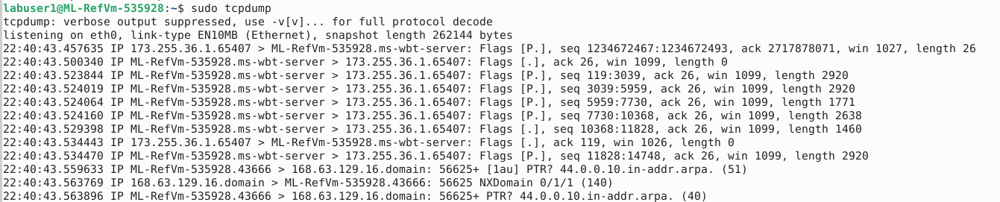 labuser1@ML-RefVm-535928:~$ sudo tcpdump
tcpdump: verbose output suppressed, use -v[v]... for full protocol decode
listening on eth0, link-type EN10MB (Ethernet), snapshot length 262144 bytes
22:40:43.457635 IP 173.255.36.1.65407 > ML-RefVm-535928.ms-wbt-server: Flags [P.], seq 1234672467:1234672493, ack 2717878071, win 1027, length 26
22:40:43.500340 IP ML-RefVm-535928.ms-wbt-server > 173.255.36.1.65407: Flags [.], ack 26, win 1099, length 0
22:40:43.523844 IP ML-RefVm-535928.ms-wbt-server > 173.255.36.1.65407: Flags [P.], seq 119:3039, ack 26, win 1099, length 2920
22:40:43.524019 IP ML-RefVm-535928.ms-wbt-server > 173.255.36.1.65407: Flags [P.], seq 3039:5959, ack 26, win 1099, length 2920
22:40:43.524064 IP ML-RefVm-535928.ms-wbt-server > 173.255.36.1.65407: Flags [P.], seq 5959:7730, ack 26, win 1099, length 1771
22:40:43.524160 IP ML-RefVm-535928.ms-wbt-server > 173.255.36.1.65407: Flags [P.], seq 7730:10368, ack 26, win 1099, length 2638
22:40:43.529398 IP ML-RefVm-535928.ms-wbt-server > 173.255.36.1.65407: Flags [.], seq 10368:11828, ack 26, win 1099, length 1460
22:40:43.534443 IP 173.255.36.1.65407 > ML-RefVm-535928.ms-wbt-server: Flags [.], ack 119, win 1026, length 0
22:40:43.534470 IP ML-RefVm-535928.ms-wbt-server > 173.255.36.1.65407: Flags [P.], seq 11828:14748, ack 26, win 1099, length 2920
22:40:43.559633 IP ML-RefVm-535928.43666 > 168.63.129.16.domain: 56625+ [1au] PTR? 44.0.0.10.in-addr.arpa. (51)
22:40:43.563769 IP 168.63.129.16.domain > ML-RefVm-535928.43666: 56625 NXDomain 0/1/1 (140)
22:40:43.563896 IP ML-RefVm-535928.43666 > 168.63.129.16.domain: 56625+ PTR? 44.0.0.10.in-addr.arpa. (40)